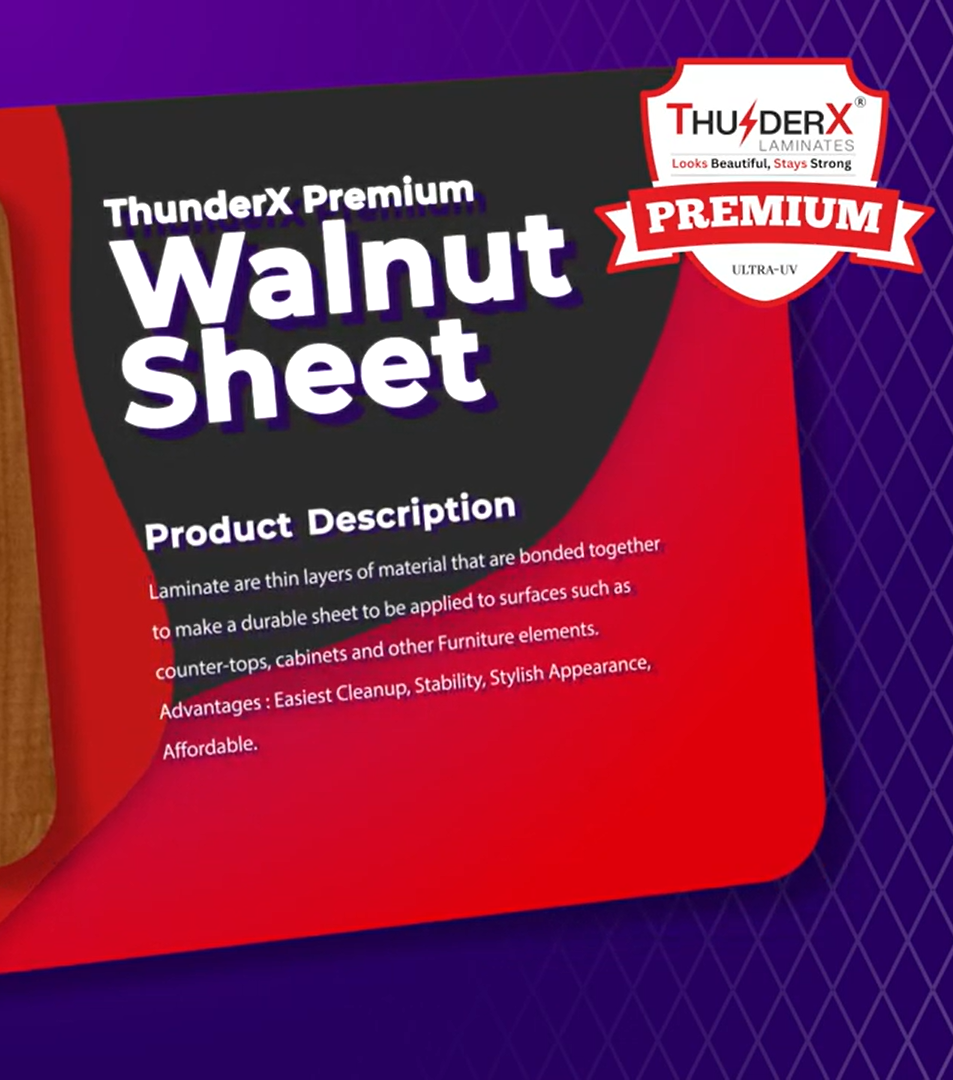 THUNDERX®
LAMINATES
Looks Beautiful, Stays Strong
PREMIUM
ULTRA-UV
ThunderX Premium
Walnut
Sheet
Product Description
Laminate are thin layers of material that are bonded together
to make a durable sheet to be applied to surfaces such as
counter-tops, cabinets and other Furniture elements.
Advantages : Easiest Cleanup, Stability, Stylish Appearance,
Affordable.